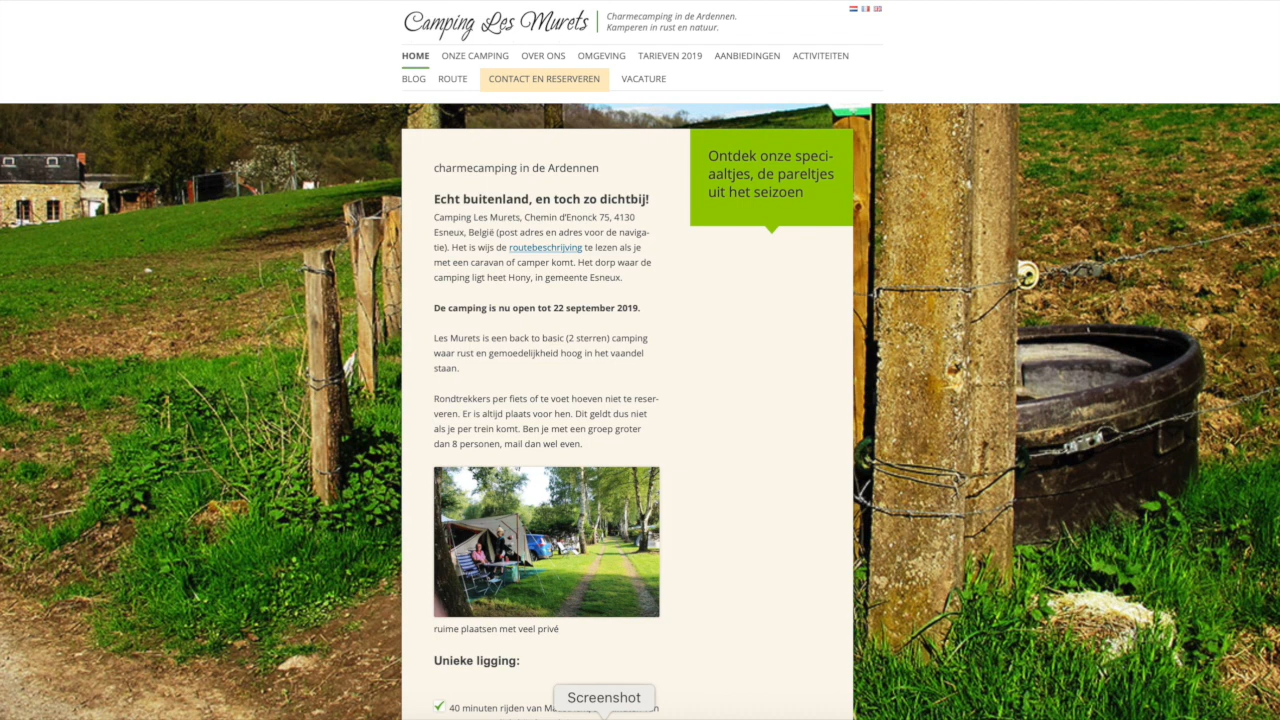 Camping Les Murets
Charmecamping in de Ardennen.
Kamperen in rust en natuur.
HOME ONZE CAMPING OVER ONS OMGEVING TARIEVEN 2019 AANBIEDINGEN ACTIVITEITEN
BLOG ROUTE CONTACT EN RESERVEREN VACATURE
charmecamping in de Ardennen
Echt buitenland, en toch zo dichtbij!
Camping Les Murets, Chemin d'Enonck 75, 4130
Esneux, België (post adres en adres voor de naviga-
tie). Het is wijs de routebeschrijving te lezen als je
met een caravan of camper komt. Het dorp waar de
camping ligt heet Hony, in gemeente Esneux.
De camping is nu open tot 22 september 2019.
Les Murets is een back to basic (2 sterren) camping
waar rust en gemoedelijkheid hoog in het vaandel
staan.
Rondtrekkers per fiets of te voet hoeven niet te reser-
veren. Er is altijd plaats voor hen. Dit geldt dus niet
als je per trein komt. Ben je met een groep groter
dan 8 personen, mail dan wel even.
ruime plaatsen met veel privé
Unieke ligging:
40 minuten rijden van
Screenshot
Ontdek onze speci-
aaltjes, de pareltjes
uit het seizoen